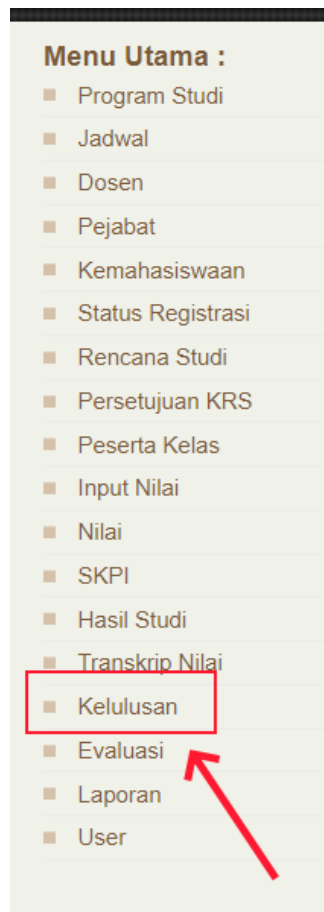 Menu Utama :
Program Studi
Jadwal
Dosen
Pejabat
Kemahasiswaan
Status Registrasi
Rencana Studi
Persetujuan KRS
Peserta Kelas
Input Nilai
Nilai
SKPI
Hasil Studi
Transkrip Nilai
Kelulusan
Evaluasi
Laporan
User